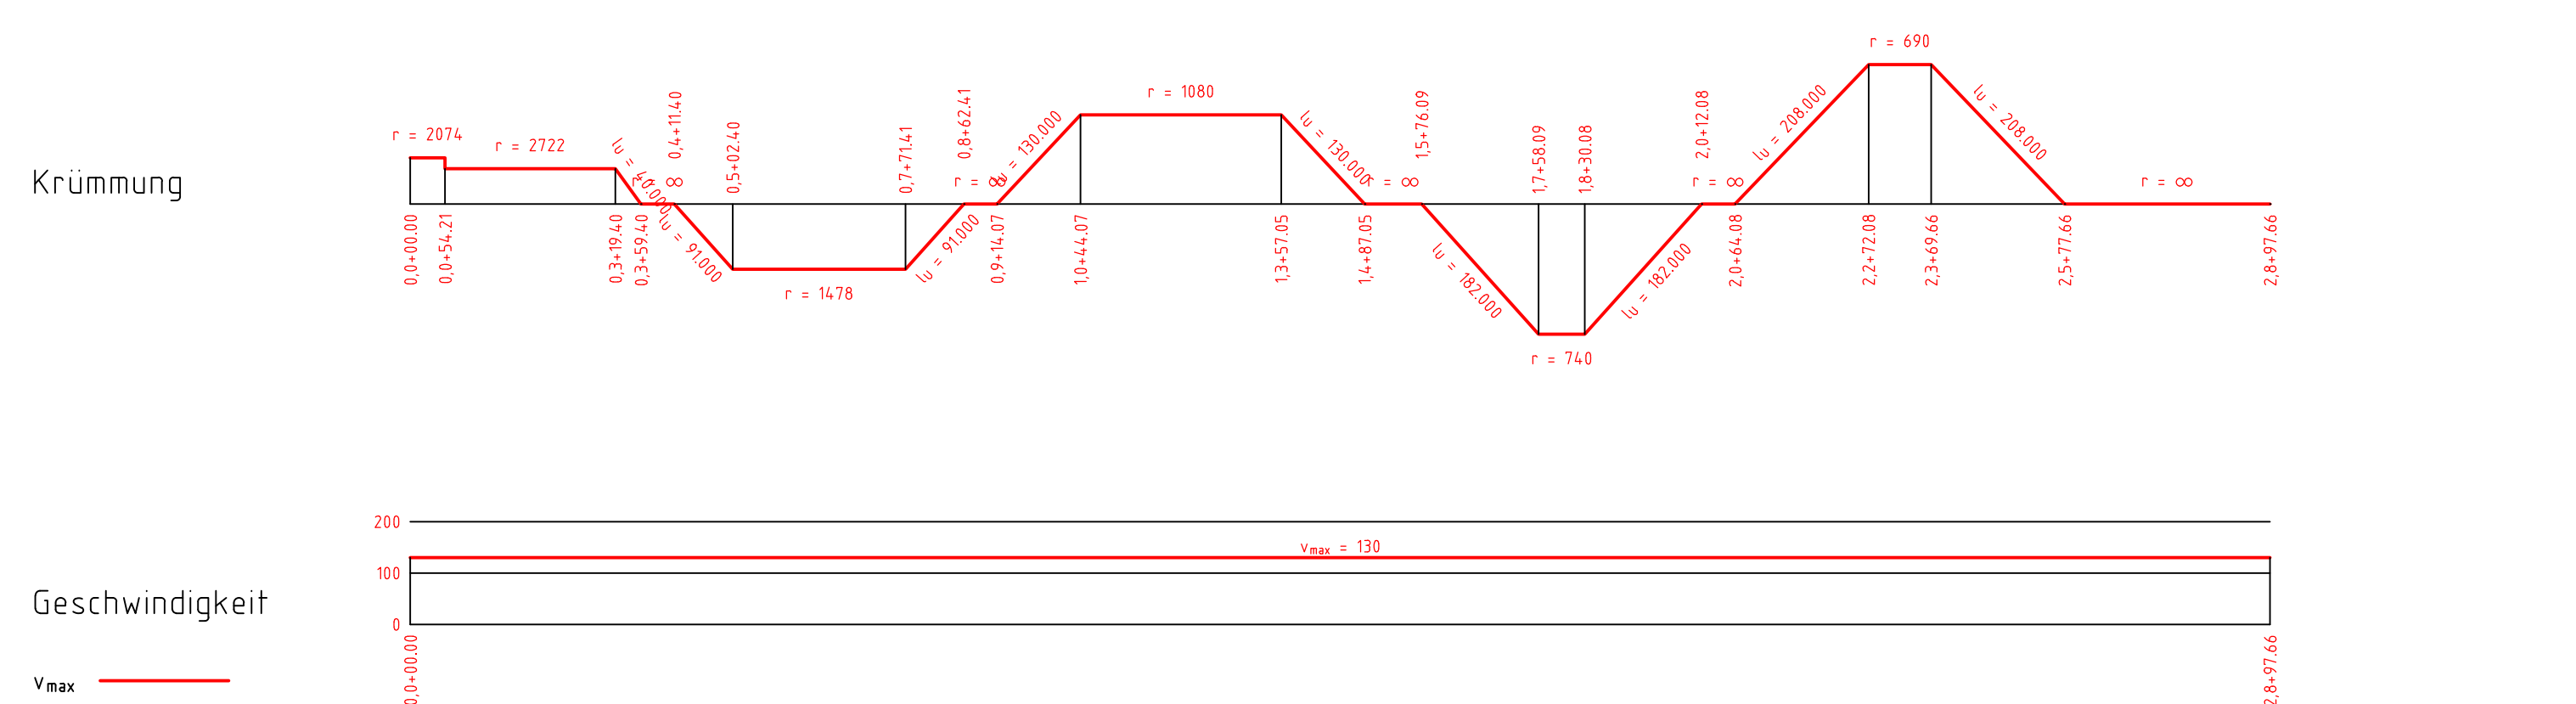 r = 690
r = 1080
r = 2074
r = 2722
lu = 40.000
r = ∞
0,4+11.40
0,5+02.40
0,7+71.41
0,8+62.41
r = ∞
lu = 130.000
lu = 130.000
r = ∞
1,5+76.09
1,7+58.09
1,8+30.08
2,0+12.08
r = ∞
lu = 208.000
lu = 208.000
r = ∞
Krümmung
0,0+00.00
0,0+54.21
0,3+19.40
0,3+59.40
lu = 91.000
lu = 91.000
0,9+14.07
1,0+44.07
1,3+57.05
1,4+87.05
lu = 182.000
lu = 182.000
2,0+64.08
2,2+72.08
2,3+69.66
2,5+77.66
2,8+97.66
r = 1478
r = 740
200
vmax = 130
100
Geschwindigkeit
0
0,0+00.00
2,8+97.66
vmax